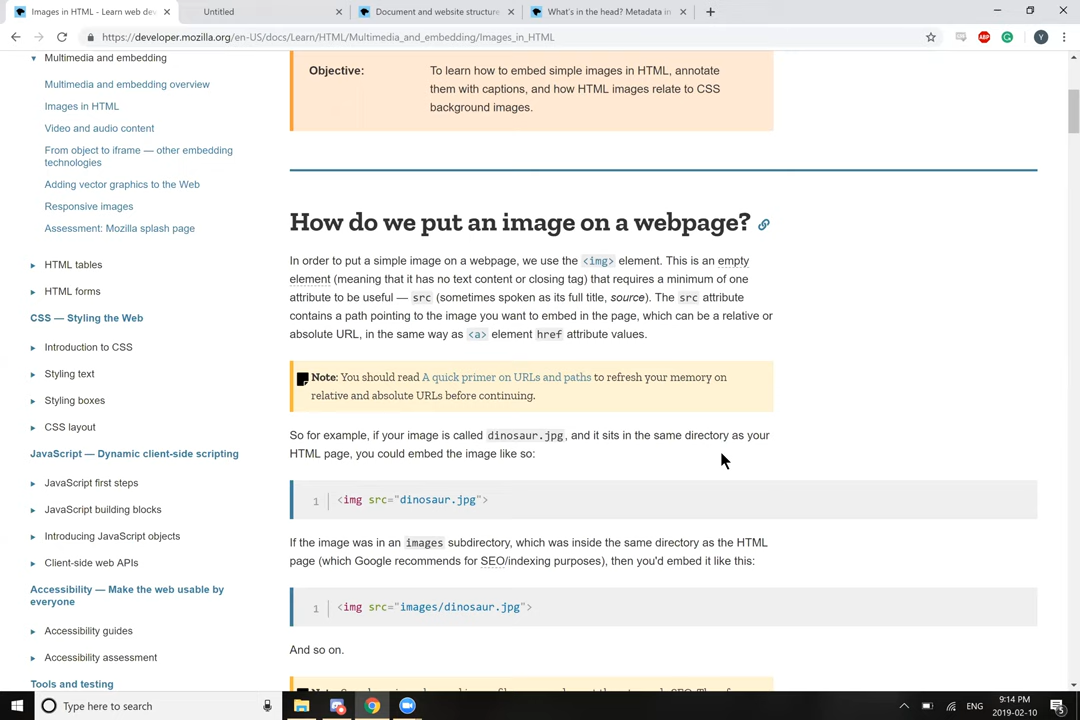 Images in HTML - Learn web de
Untitled
Document and website structure
What's in the head? Metadata in
https://developer.mozilla.org/en-US/docs/Learn/HTML/Multimedia_and_embedding/Images_in_HTML
ABP
Y
Multimedia and embedding
Multimedia and embedding overview
Images in HTML
Video and audio content
From object to iframe — other embedding
technologies
Adding vector graphics to the Web
Responsive images
Assessment: Mozilla splash page
HTML tables
HTML forms
CSS — Styling the Web
Introduction to CSS
Styling text
Styling boxes
CSS layout
JavaScript — Dynamic client-side scripting
JavaScript first steps
JavaScript building blocks
Introducing JavaScript objects
Client-side web APIs
Accessibility — Make the web usable by
everyone
Accessibility guides
Accessibility assessment
Tools and testing
Objective:
To learn how to embed simple images in HTML, annotate
them with captions, and how HTML images relate to CSS
background images.
How do we put an image on a webpage?
In order to put a simple image on a webpage, we use the <img> element. This is an empty
element (meaning that it has no text content or closing tag) that requires a minimum of one
attribute to be useful — src (sometimes spoken as its full title, source). The src attribute
contains a path pointing to the image you want to embed in the page, which can be a relative or
absolute URL, in the same way as <a> element href attribute values.
Note: You should read A quick primer on URLs and paths to refresh your memory on
relative and absolute URLs before continuing.
So for example, if your image is called dinosaur.jpg, and it sits in the same directory as your
HTML page, you could embed the image like so:
1 <img src="dinosaur.jpg">
If the image was in an images subdirectory, which was inside the same directory as the HTML
page (which Google recommends for SEO/indexing purposes), then you'd embed it like this:
1 <img src="images/dinosaur.jpg">
And so on.
Type here to search
ENG
9:14 PM
2019-02-10
5